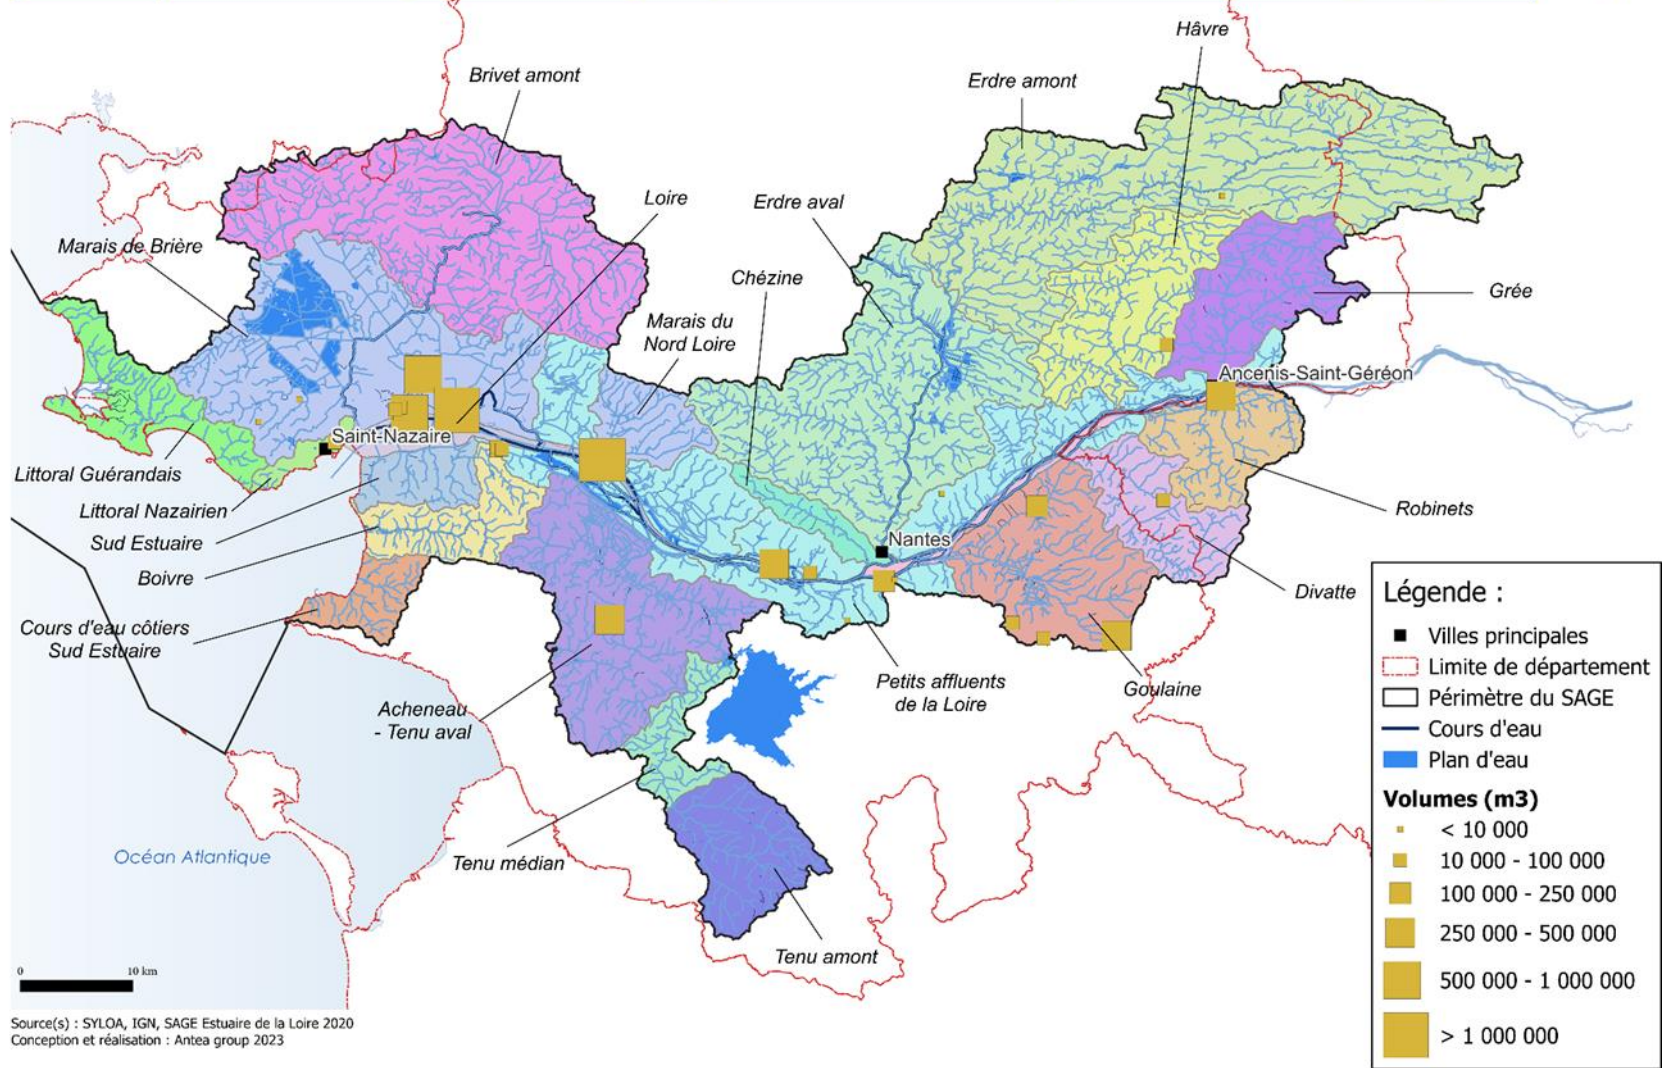 Hâvre
Brivet amont
Erdre amont
Loire
Erdre aval
Marais de Brière
Chézine
Grée
Marais du
Nord Loire
Ancenis-Saint-Géréon
Saint-Nazaire
Littoral Guérandais
Littoral Nazairien
Robinets
Sud Estuaire
Nantes
Boivre
Divatte
Cours d'eau côtiers
Sud Estuaire
Petits affluents
de la Loire
Goulaine
Acheneau
- Tenu aval
Océan Atlantique
Tenu médian
Tenu amont
Légende :
Villes principales
Limite de département
Périmètre du SAGE
Cours d'eau
Plan d'eau
Volumes (m3)
< 10 000
10 000 - 100 000
100 000 - 250 000
250 000 - 500 000
500 000 - 1 000 000
> 1 000 000
0 10 km
Source(s) : SYLOA, IGN, SAGE Estuaire de la Loire 2020
Conception et réalisation : Antea group 2023